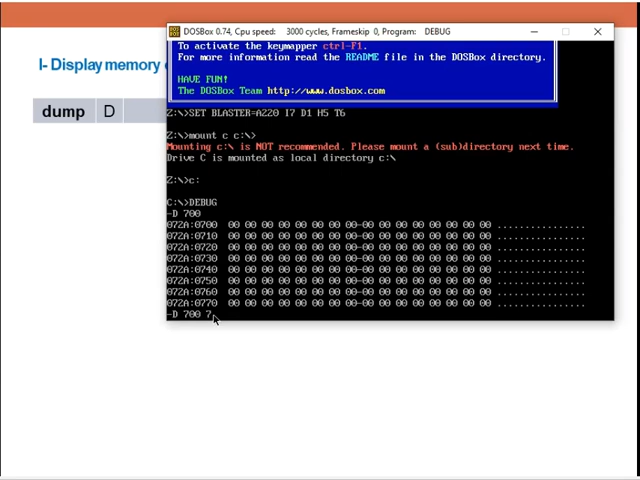 DOSBox 0.74, Cpu speed: 3000 cycles, Frameskip 0, Program: DEBUG
To activate the keymapper ctrl-F1.
For more information read the README file in the DOSBox directory.
HAVE FUN!
The DOSBox Team http://www.dosbox.com
Z:\>SET BLASTER=A220 I7 D1 H5 T6
Z:\>mount c c:\>
Mounting c:\ is NOT recommended. Please mount a (sub)directory next time.
Drive C is mounted as local directory c:\
Z:\>c:
C:\>DEBUG
-D 700
072A:0700 00 00 00 00 00 00 00 00-00 00 00 00 00 00 00 00 ................
072A:0710 00 00 00 00 00 00 00 00-00 00 00 00 00 00 00 00 ................
072A:0720 00 00 00 00 00 00 00 00-00 00 00 00 00 00 00 00 ................
072A:0730 00 00 00 00 00 00 00 00-00 00 00 00 00 00 00 00 ................
072A:0740 00 00 00 00 00 00 00 00-00 00 00 00 00 00 00 00 ................
072A:0750 00 00 00 00 00 00 00 00-00 00 00 00 00 00 00 00 ................
072A:0760 00 00 00 00 00 00 00 00-00 00 00 00 00 00 00 00 ................
072A:0770 00 00 00 00 00 00 00 00-00 00 00 00 00 00 00 00 ................
-D 700 7
I- Display memory
dump D